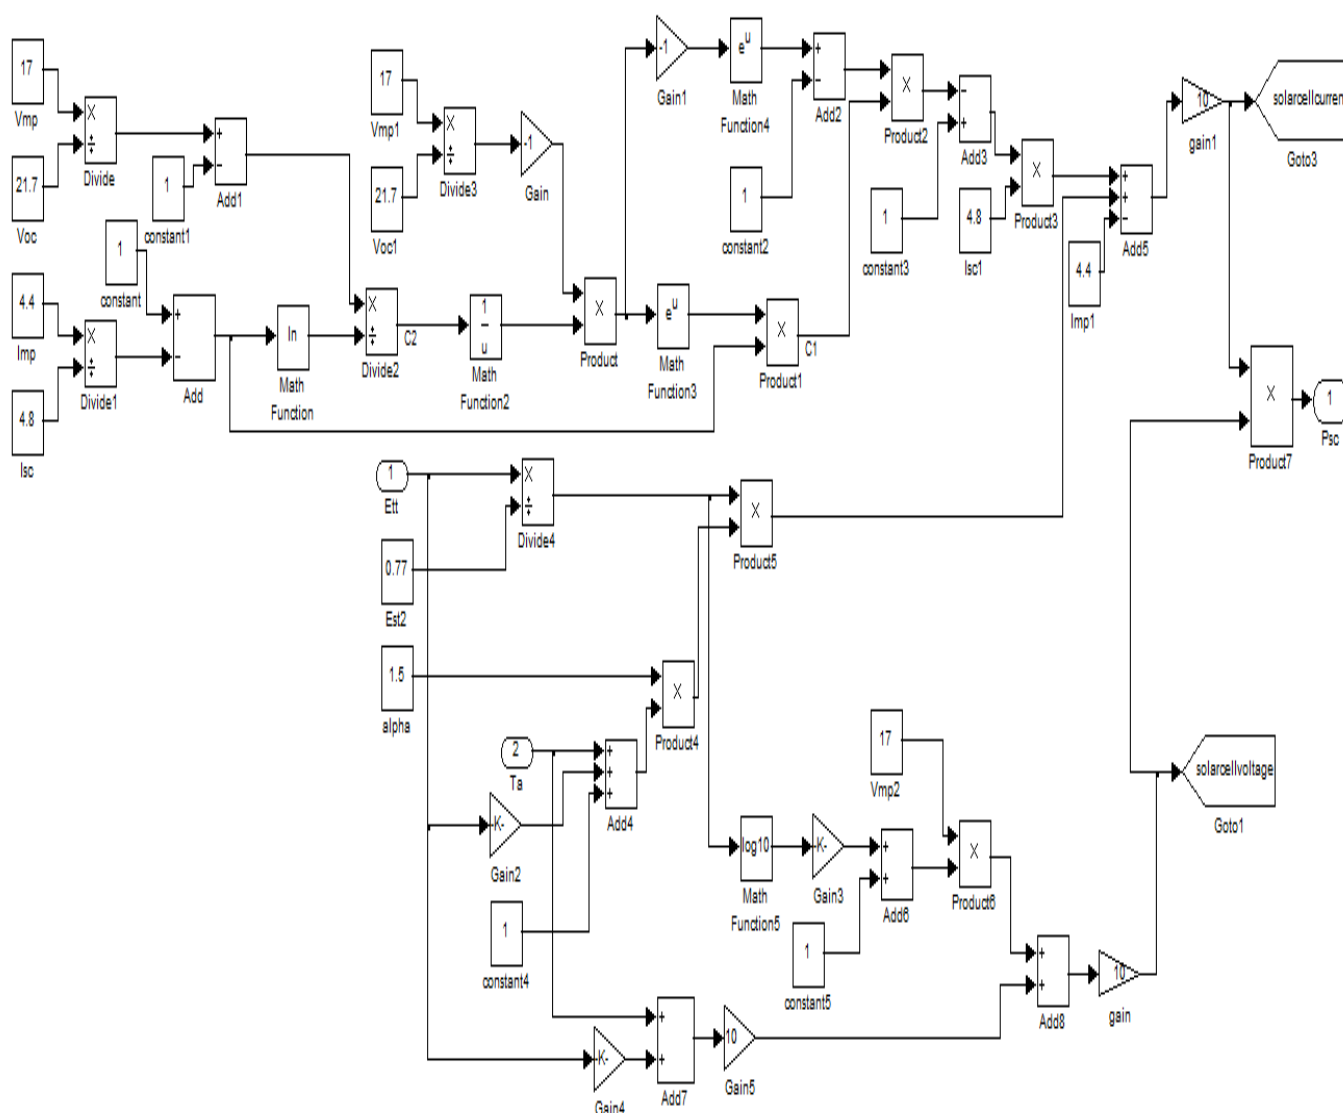 17
Vmp
×
÷
Divide
21.7
Voc
1
constant1
+
−
Add1
1
constant
4.4
Imp
×
÷
Divide1
4.8
Isc
+
−
Add
ln
Math
Function
×
÷
Divide2
C2
1
u
Math
Function2
17
Vmp1
×
÷
Divide3
21.7
Voc1
-1
Gain
×
Product
-1
Gain1
e^u
Math
Function4
e^u
Math
Function3
1
constant2
+
−
Add2
×
Product1
C1
×
Product2
1
constant3
−
+
Add3
4.8
Isc1
×
Product3
4.4
Imp1
+
+
−
Add5
10
gain1
solarcellcurren
Goto3
×
Product7
1
Psc
1
Ett
×
÷
Divide4
0.77
Est2
×
Product5
1.5
alpha
×
Product4
2
Ta
+
+
+
Add4
-K-
Gain2
1
constant4
log10
Math
Function5
-K-
Gain3
1
constant5
+
+
Add6
17
Vmp2
×
Product6
+
+
Add8
10
gain
solarcellvoltage
Goto1
-K-
Gain4
+
+
Add7
10
Gain5